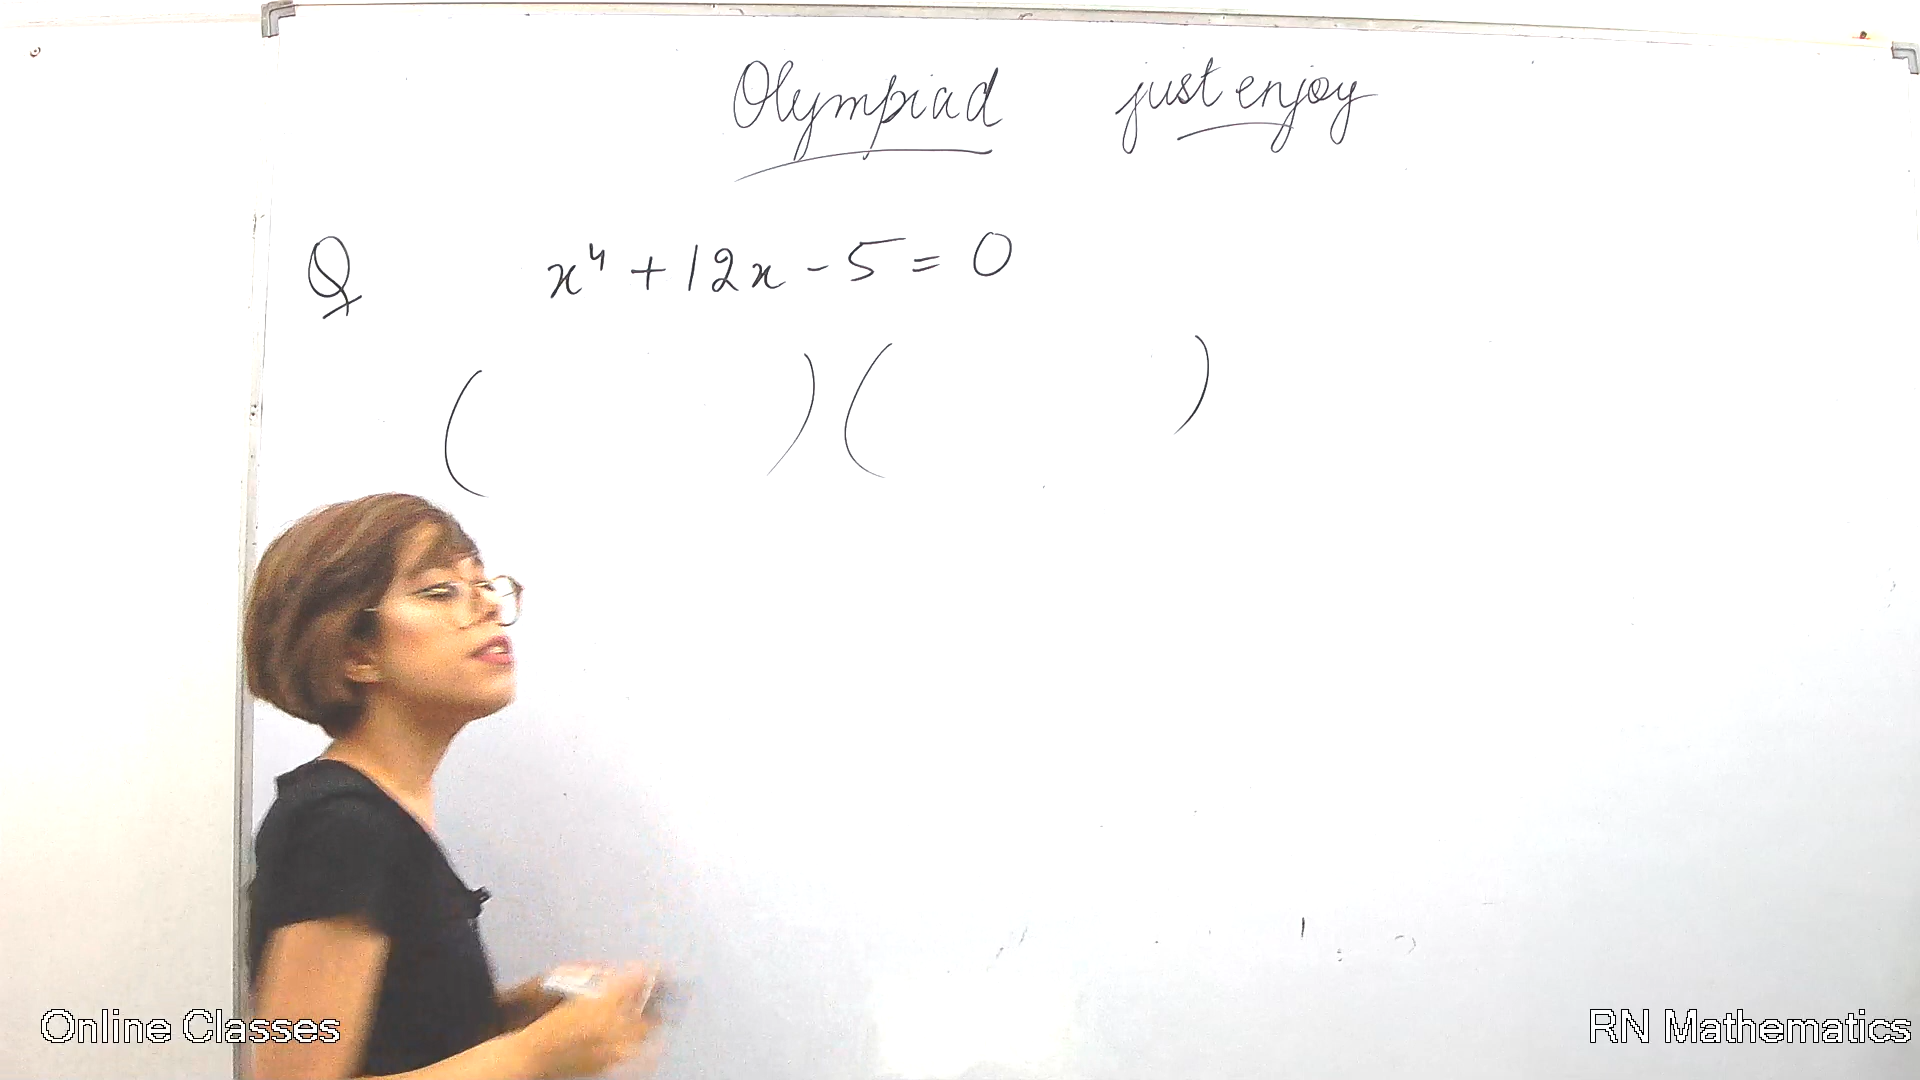 Olympiad just enjoy
Q x⁴ + 12x - 5 = 0
( ) ( )
Online Classes RN Mathematics